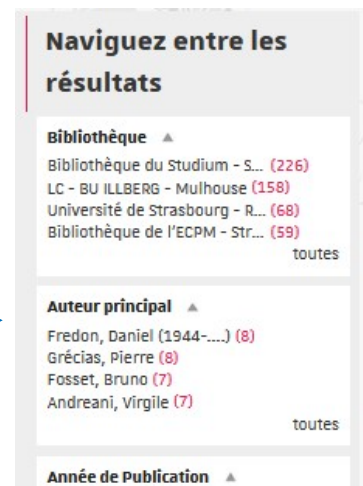 Naviguez entre les
résultats
Bibliothèque ▲
Bibliothèque du Studium - S... (226)
LC - BU ILLBERG - Mulhouse (158)
Université de Strasbourg - R... (68)
Bibliothèque de l'ECPM - Str... (59)
toutes
Auteur principal ▲
Fredon, Daniel (1944-....) (8)
Grécias, Pierre (8)
Fosset, Bruno (7)
Andreani, Virgile (7)
toutes
Année de Publication ▲